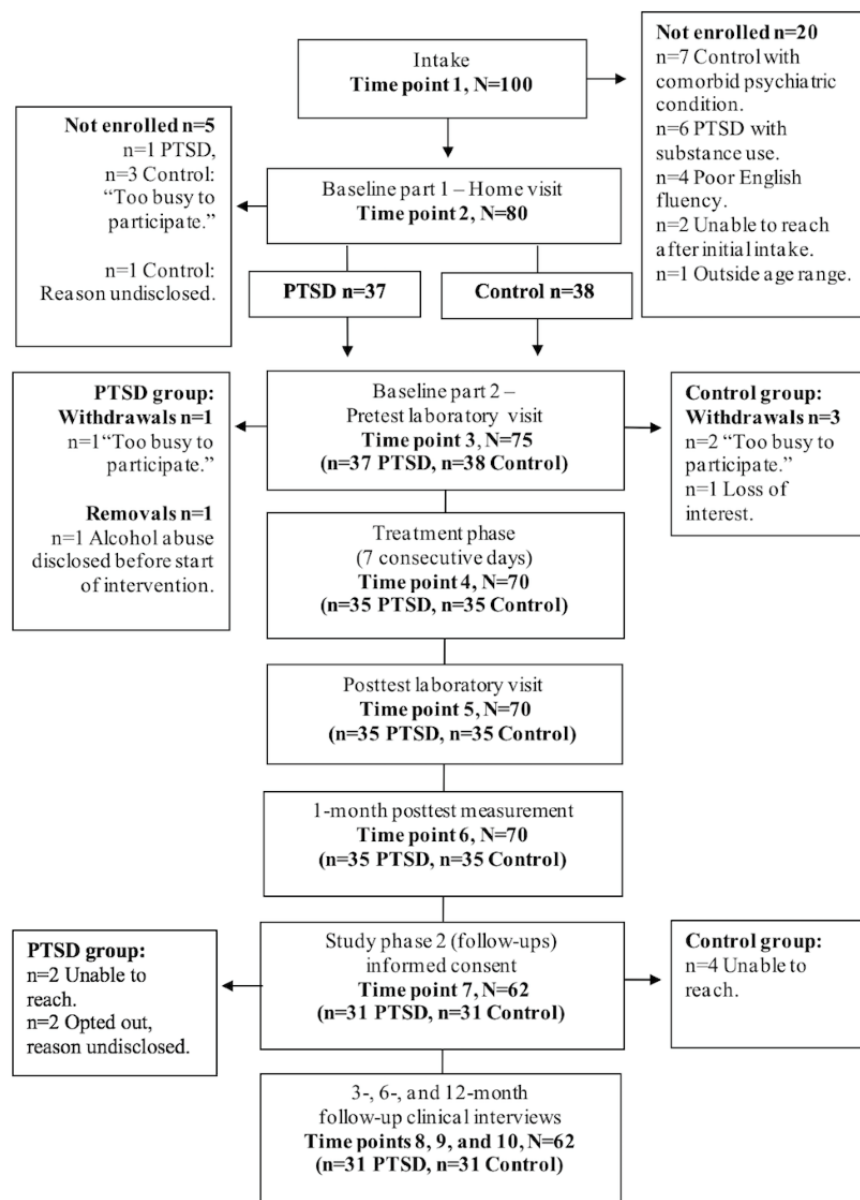 Intake
Time point 1, N=100
Not enrolled n=20
n=7 Control with
comorbid psychiatric
condition.
n=6 PTSD with
substance use.
n=4 Poor English
fluency.
n=2 Unable to reach
after initial intake.
n=1 Outside age range.
Not enrolled n=5
n=1 PTSD,
n=3 Control:
“Too busy to
participate.”
n=1 Control:
Reason undisclosed.
Baseline part 1 – Home visit
Time point 2, N=80
PTSD n=37
Control n=38
PTSD group:
Withdrawals n=1
n=1“Too busy to
participate.”
Removals n=1
n=1 Alcohol abuse
disclosed before start
of intervention.
Baseline part 2 –
Pretest laboratory visit
Time point 3, N=75
(n=37 PTSD, n=38 Control)
Control group:
Withdrawals n=3
n=2 “Too busy to
participate.”
n=1 Loss of
interest.
Treatment phase
(7 consecutive days)
Time point 4, N=70
(n=35 PTSD, n=35 Control)
Posttest laboratory visit
Time point 5, N=70
(n=35 PTSD, n=35 Control)
1-month posttest measurement
Time point 6, N=70
(n=35 PTSD, n=35 Control)
PTSD group:
n=2 Unable to
reach.
n=2 Opted out,
reason undisclosed.
Study phase 2 (follow-ups)
informed consent
Time point 7, N=62
(n=31 PTSD, n=31 Control)
Control group:
n=4 Unable to
reach.
3-, 6-, and 12-month
follow-up clinical interviews
Time points 8, 9, and 10, N=62
(n=31 PTSD, n=31 Control)